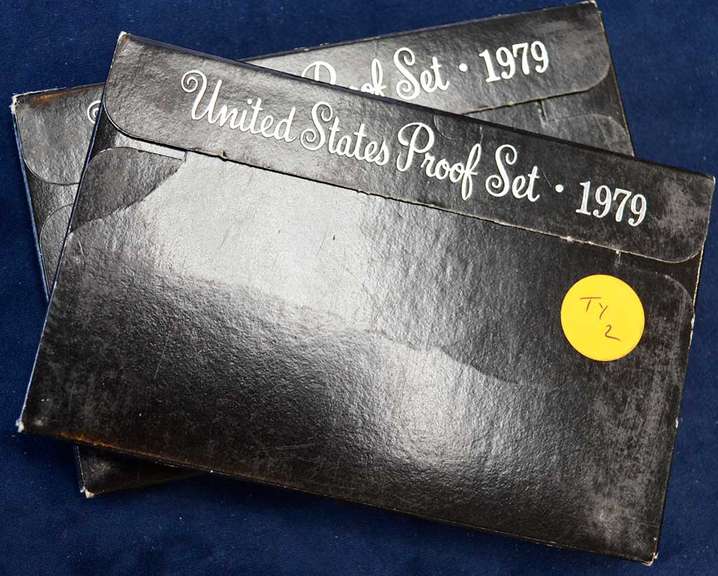 Proof Set · 1979
United States Proof Set · 1979
TY
2